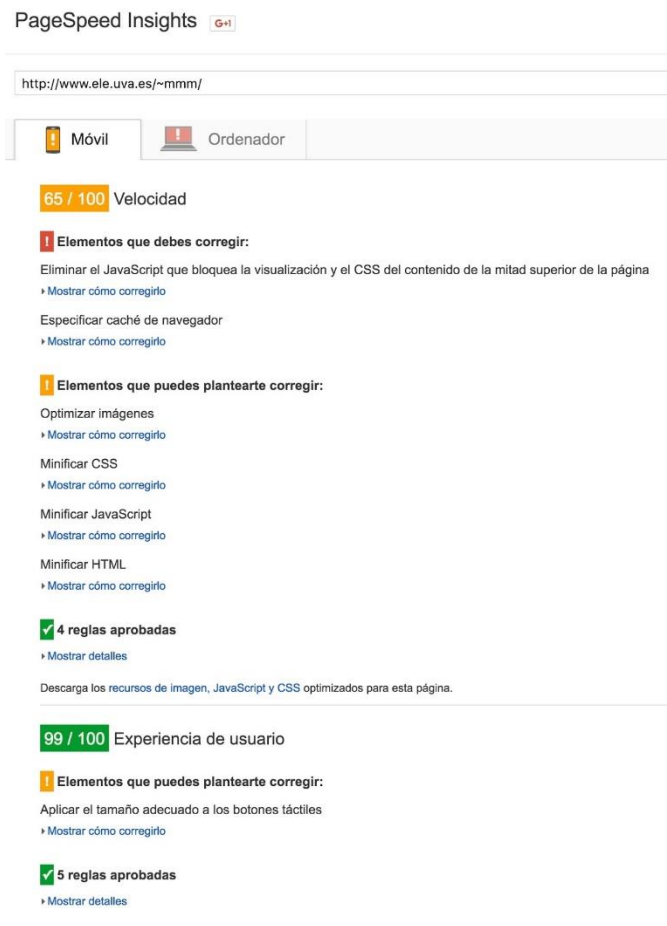 PageSpeed Insights G+1
http://www.ele.uva.es/~mmm/
Móvil
Ordenador
65 / 100 Velocidad
! Elementos que debes corregir:
Eliminar el JavaScript que bloquea la visualización y el CSS del contenido de la mitad superior de la página
Mostrar cómo corregirlo
Especificar caché de navegador
Mostrar cómo corregirlo
! Elementos que puedes plantearte corregir:
Optimizar imágenes
Mostrar cómo corregirlo
Minificar CSS
Mostrar cómo corregirlo
Minificar JavaScript
Mostrar cómo corregirlo
Minificar HTML
Mostrar cómo corregirlo
4 reglas aprobadas
Mostrar detalles
Descarga los recursos de imagen, JavaScript y CSS optimizados para esta página.
99 / 100 Experiencia de usuario
! Elementos que puedes plantearte corregir:
Aplicar el tamaño adecuado a los botones táctiles
Mostrar cómo corregirlo
5 reglas aprobadas
Mostrar detalles